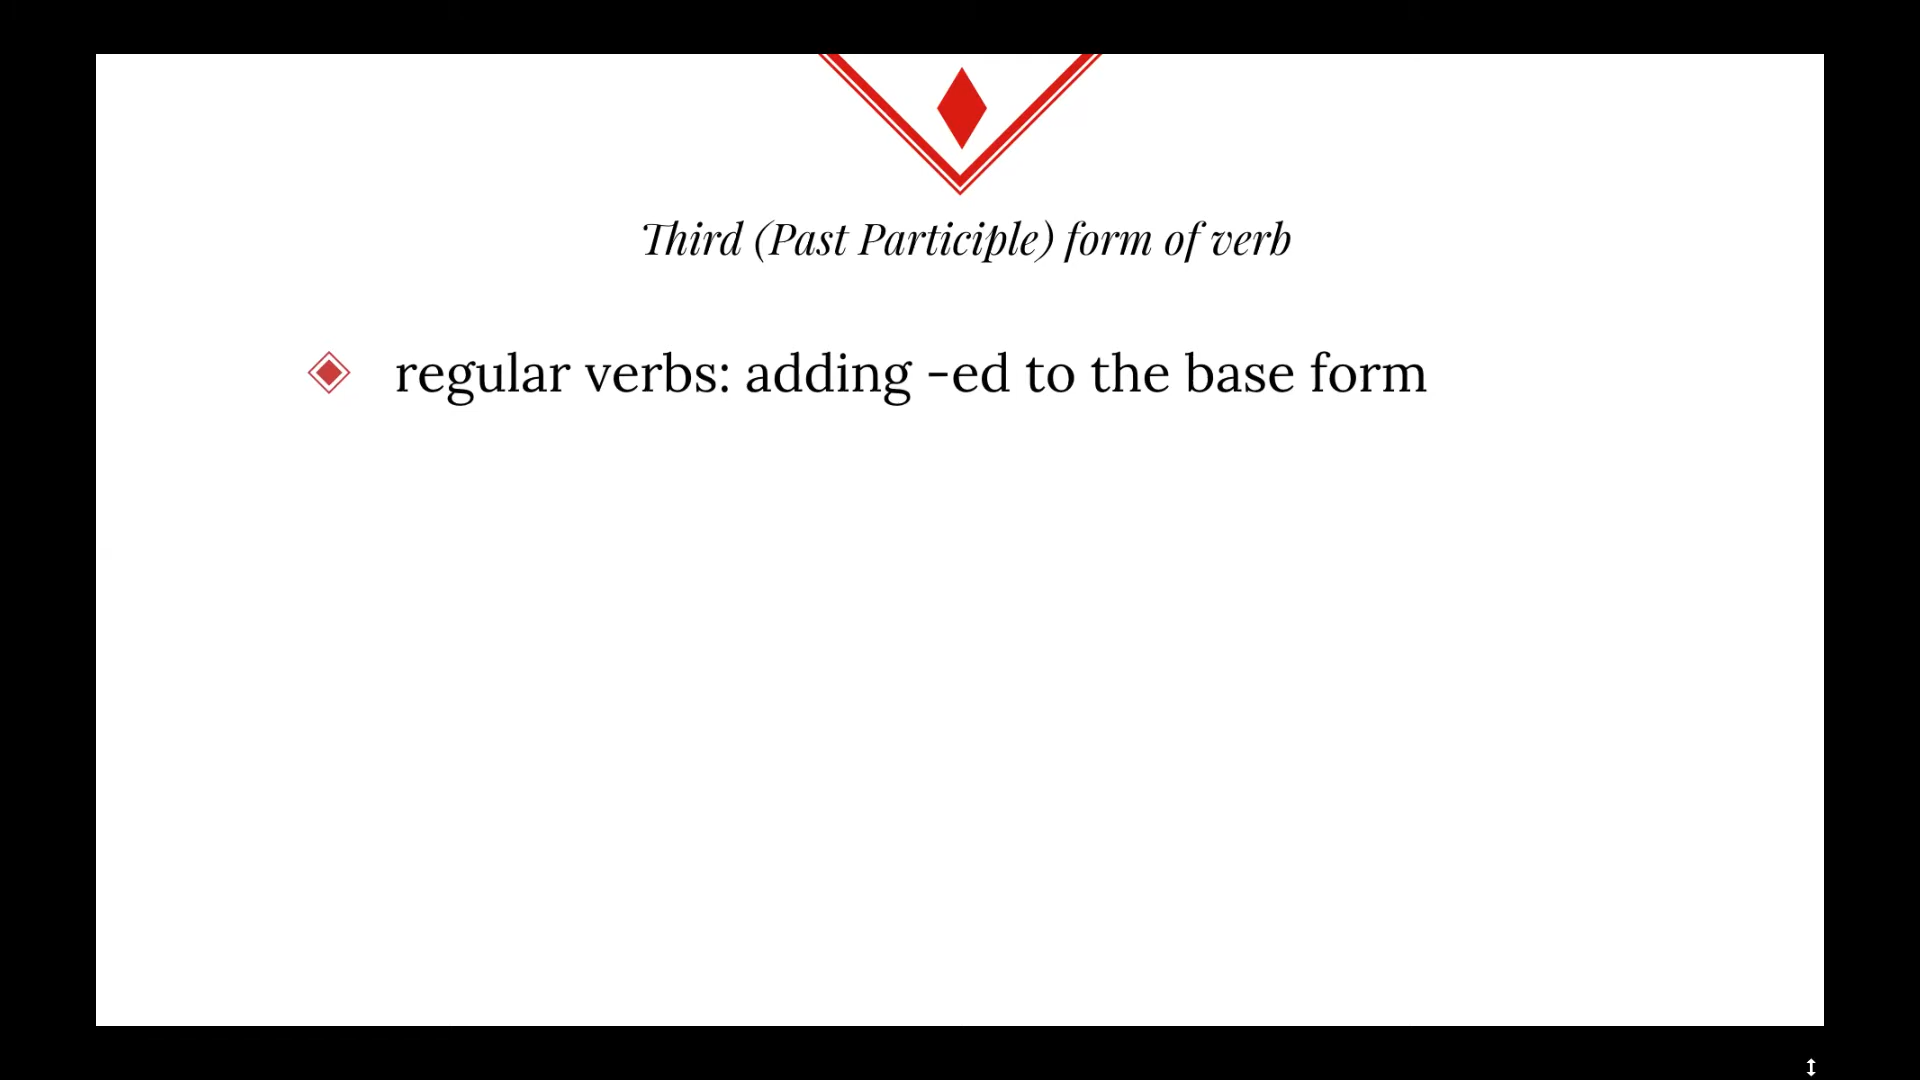 Third (Past Participle) form of verb
regular verbs: adding -ed to the base form